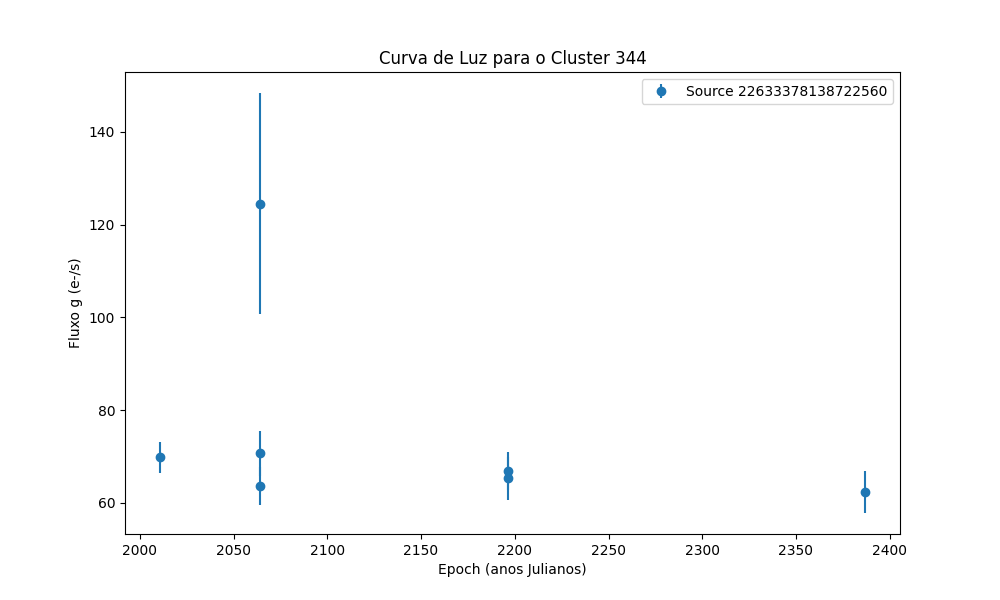 Curva de Luz para o Cluster 344
Source 22633378138722560
140
120
100
80
60
Fluxo g (e-/s)
2000 2050 2100 2150 2200 2250 2300 2350 2400
Epoch (anos Julianos)